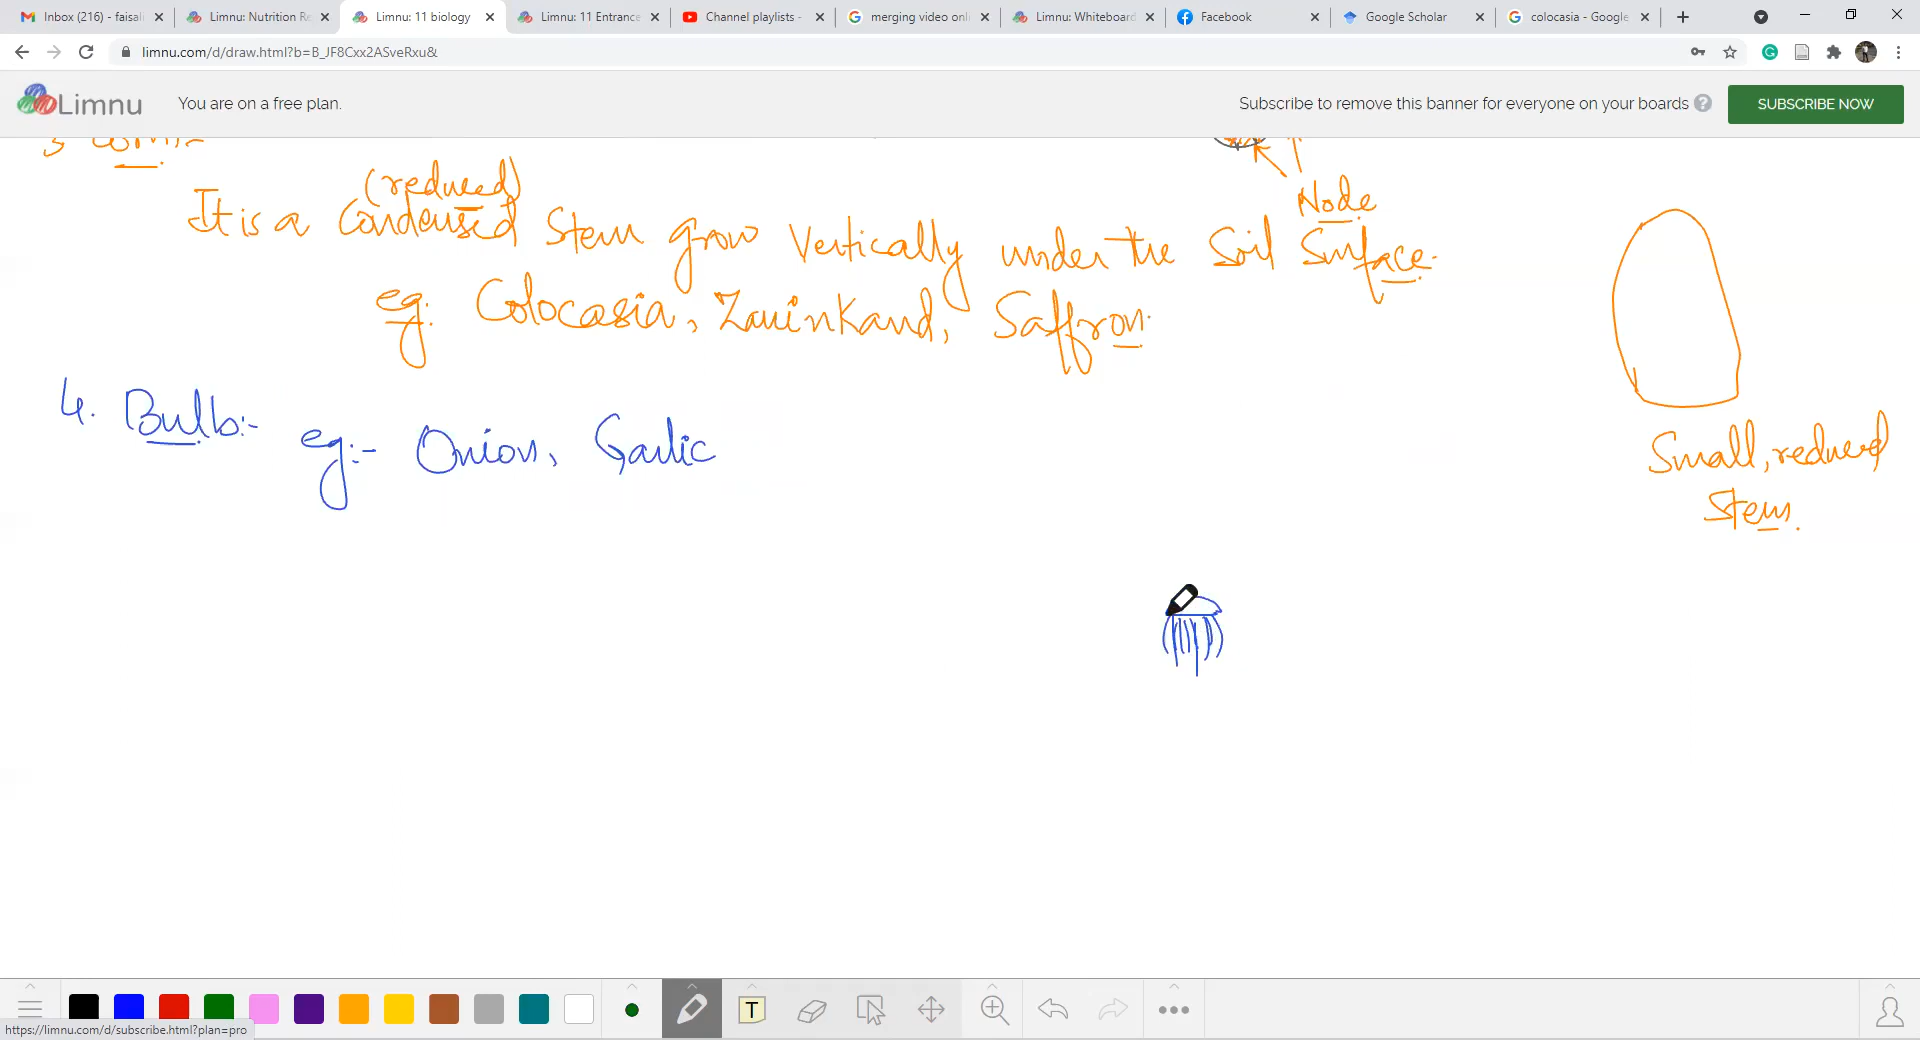 Inbox (216) - faisali
Limnu: Nutrition Re
Limnu: 11 biology
Limnu: 11 Entrance
Channel playlists -
merging video onl
Limnu: Whiteboard
Facebook
Google Scholar
colocasia - Google
limnu.com/d/draw.html?b=B_JF8Cxx2ASveRxu&
Limnu
You are on a free plan.
Subscribe to remove this banner for everyone on your boards ?
SUBSCRIBE NOW
(reduced)
It is a Condensed Stem grow Vertically under the Soil Surface.
Node
eg: Colocasia, Zaminkand, Saffron.
4. Bulb:-
eg:- Onion, Garlic
Small, reduced
Stem.
T
https://limnu.com/d/subscribe.html?plan=pro